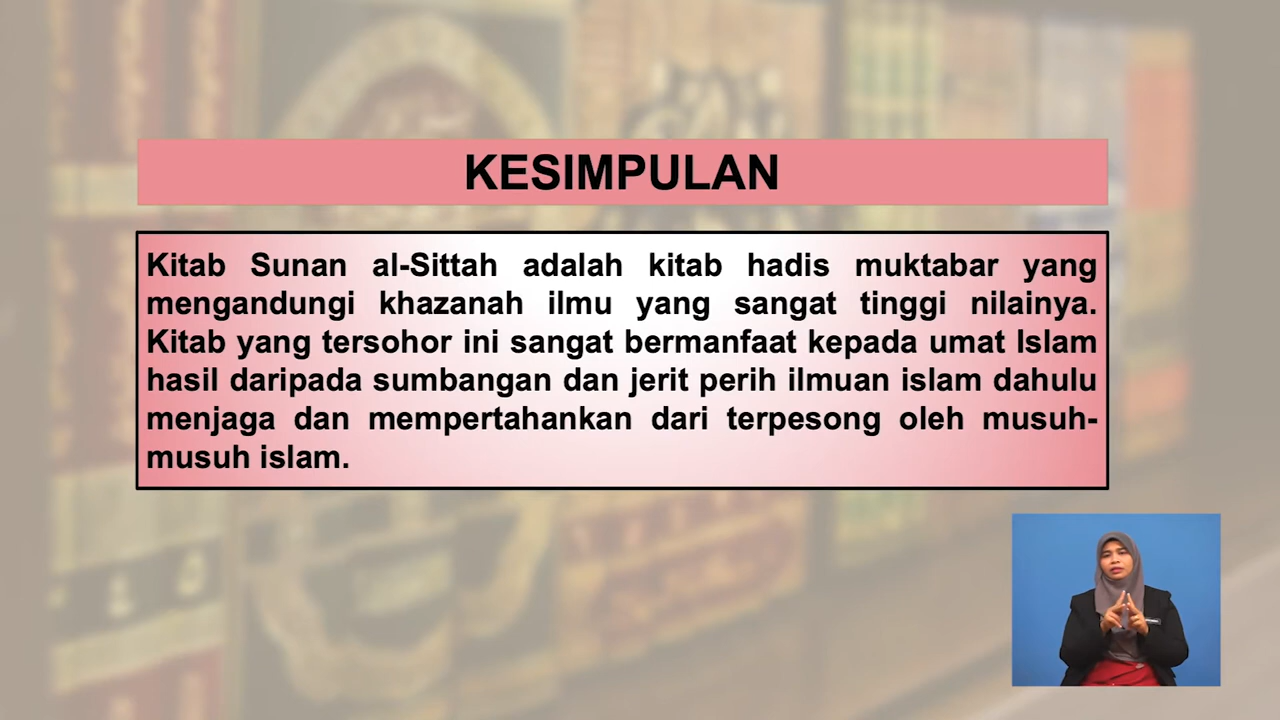 KESIMPULAN
Kitab Sunan al-Sittah adalah kitab hadis muktabar yang
mengandungi khazanah ilmu yang sangat tinggi nilainya.
Kitab yang tersohor ini sangat bermanfaat kepada umat Islam
hasil daripada sumbangan dan jerit perih ilmuan islam dahulu
menjaga dan mempertahankan dari terpesong oleh musuh-
musuh islam.